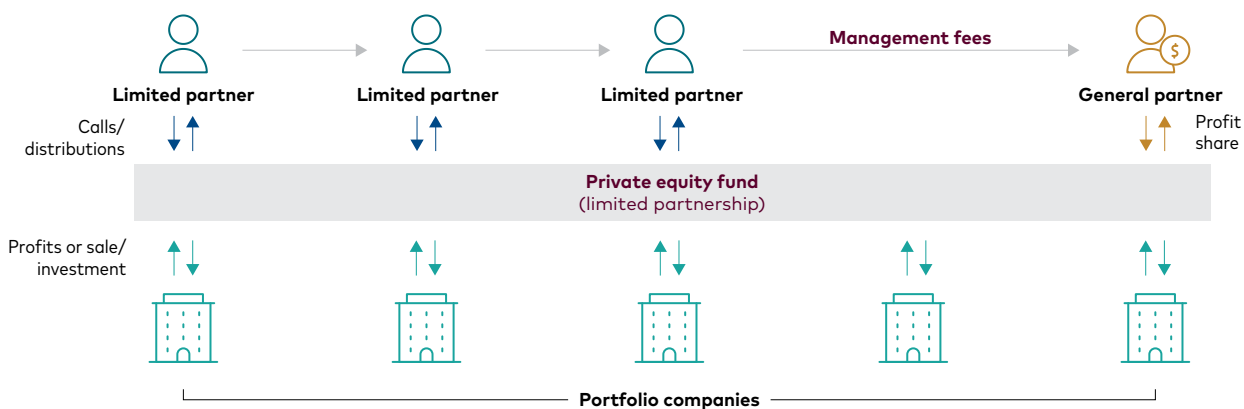 Management fees
$
Limited partner
Limited partner
Limited partner
General partner
Calls/
distributions
Profit
share
Private equity fund
(limited partnership)
Profits or sale/
investment
Portfolio companies